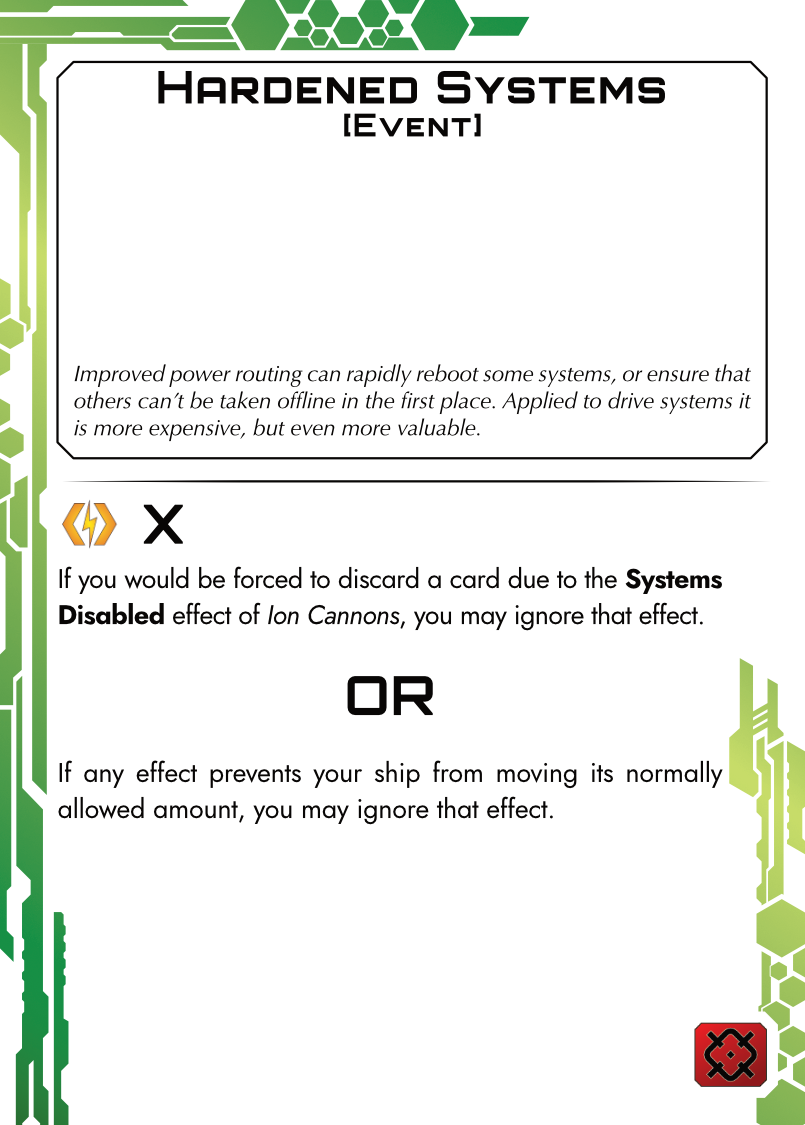 Hardened Systems
[Event]
Improved power routing can rapidly reboot some systems, or ensure that
others can't be taken offline in the first place. Applied to drive systems it
is more expensive, but even more valuable.
X
If you would be forced to discard a card due to the Systems
Disabled effect of Ion Cannons, you may ignore that effect.
OR
If any effect prevents your ship from moving its normally
allowed amount, you may ignore that effect.